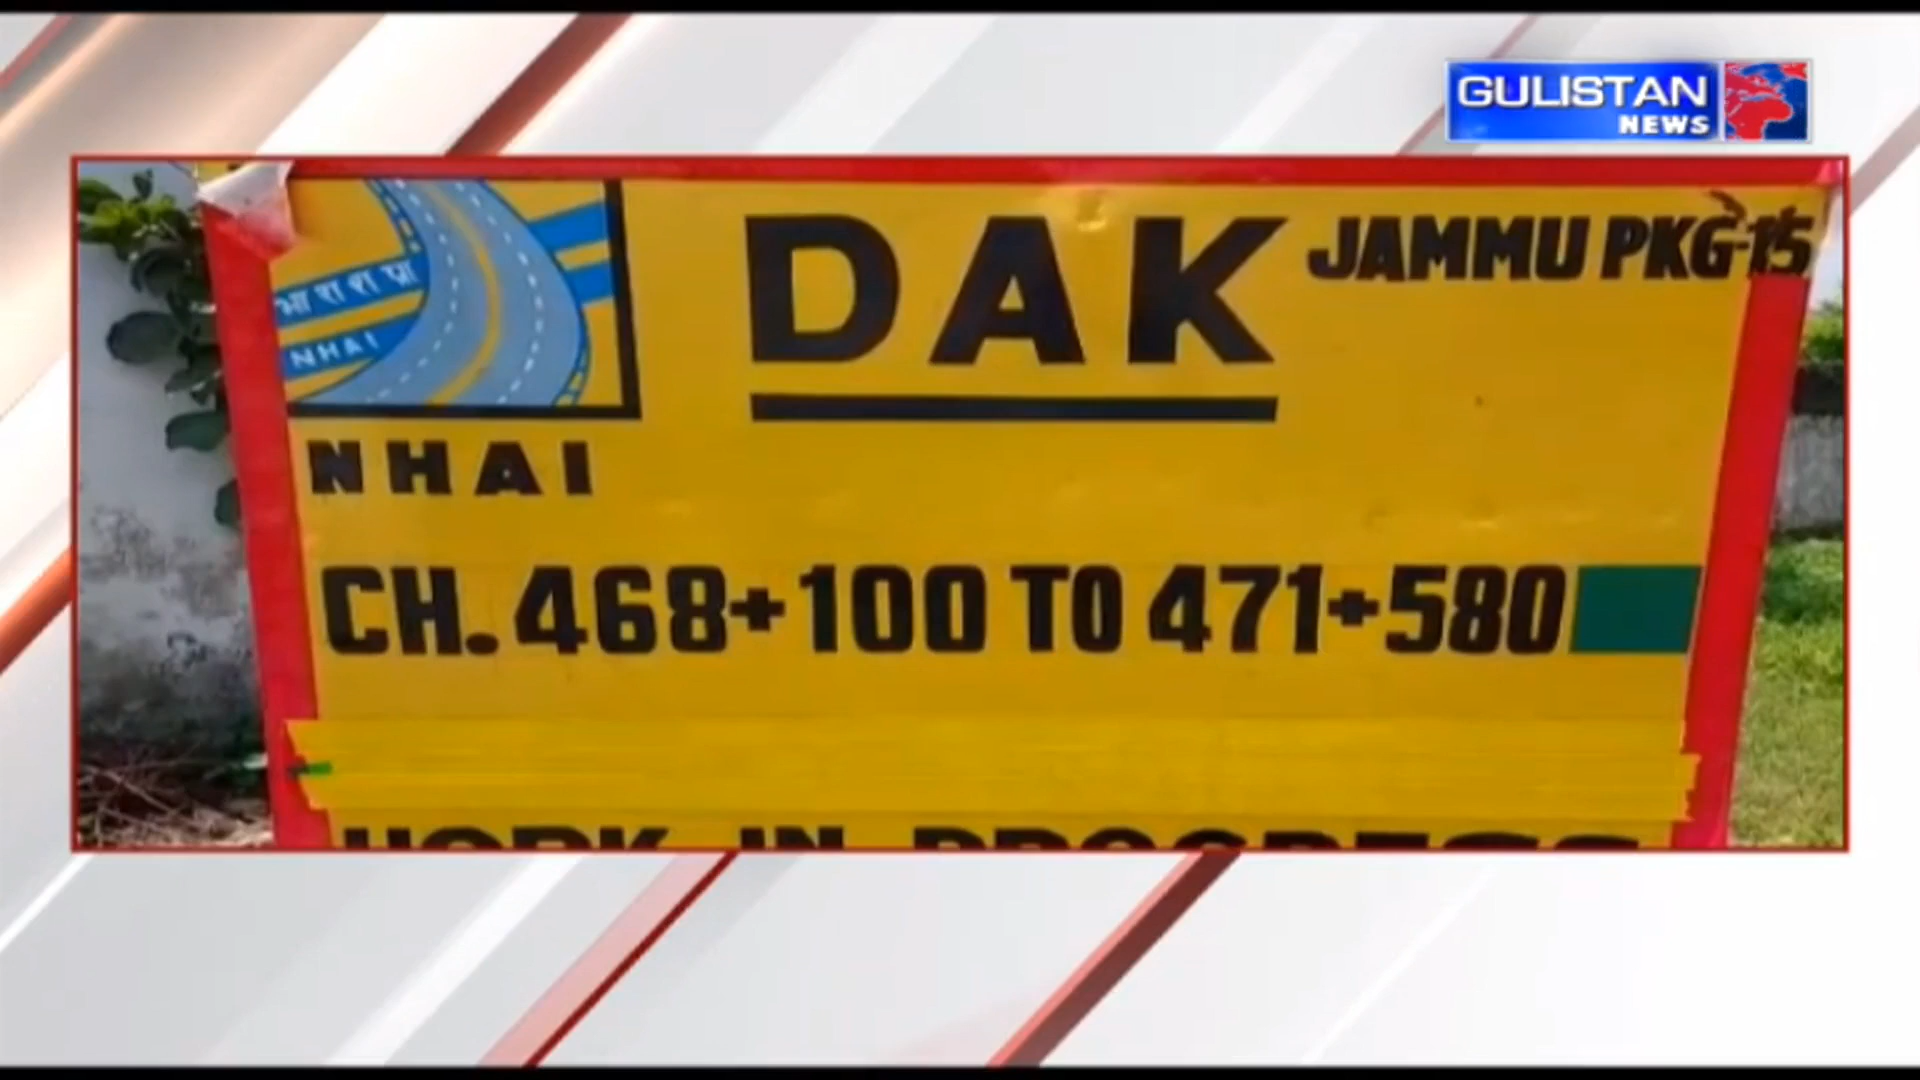 GULISTAN
NEWS
DAK
JAMMU PKG-15
भा रा रा प्रा
NHAI
NHAI
CH. 468+100 TO 471+580
WORK IN PROGRESS